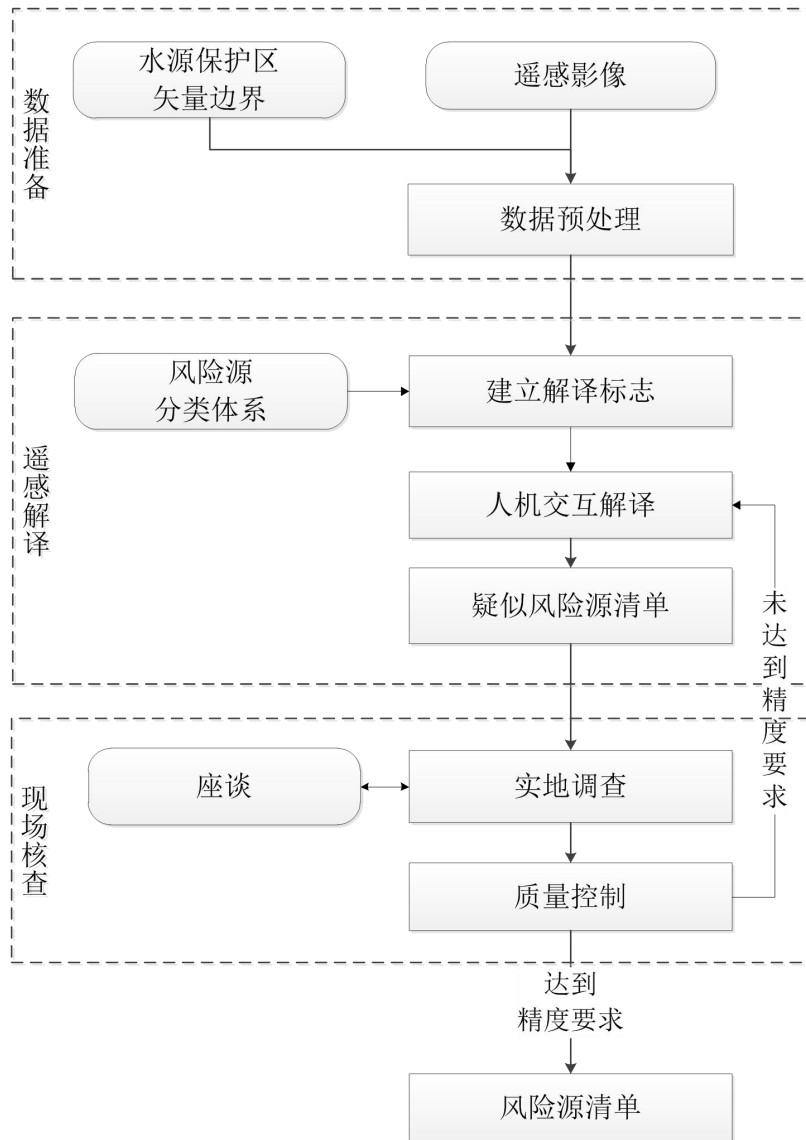 数据准备
水源保护区
矢量边界
遥感影像
数据预处理
遥感解译
风险源
分类体系
建立解译标志
人机交互解译
疑似风险源清单
未达到精度要求
现场核查
座谈
实地调查
质量控制
达到
精度要求
风险源清单